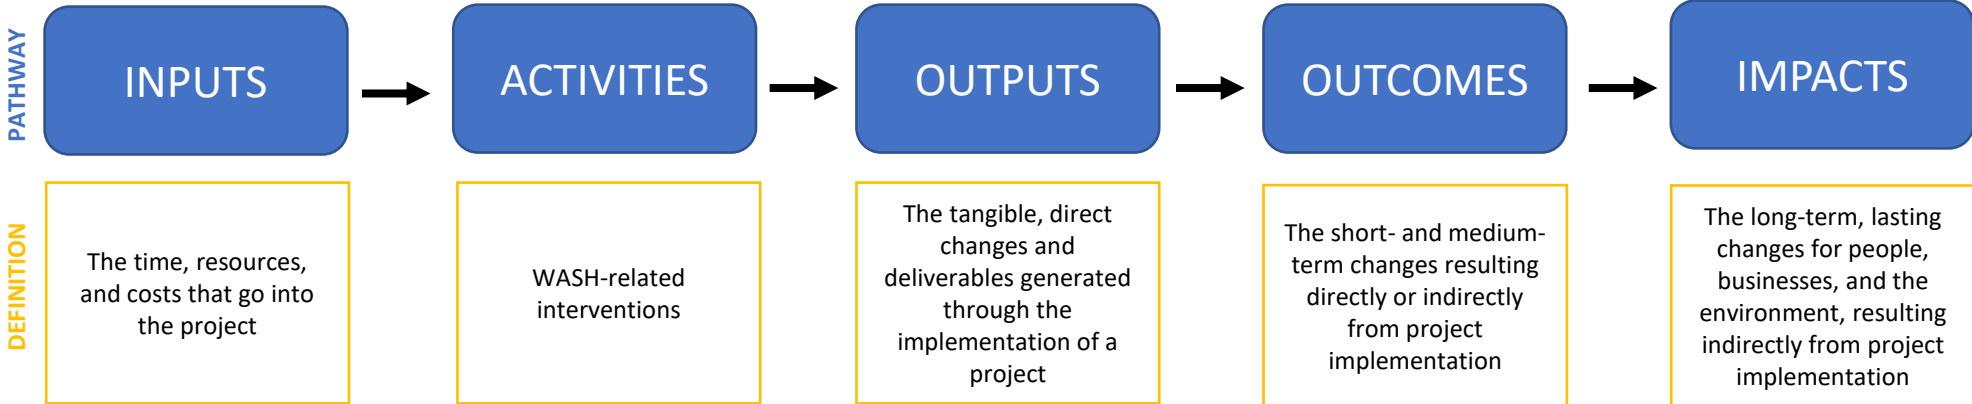 PATHWAY
INPUTS
ACTIVITIES
OUTPUTS
OUTCOMES
IMPACTS
DEFINITION
The time, resources,
and costs that go into
the project
WASH-related
interventions
The tangible, direct
changes and
deliverables generated
through the
implementation of a
project
The short- and medium-
term changes resulting
directly or indirectly
from project
implementation
The long-term, lasting
changes for people,
businesses, and the
environment, resulting
indirectly from project
implementation